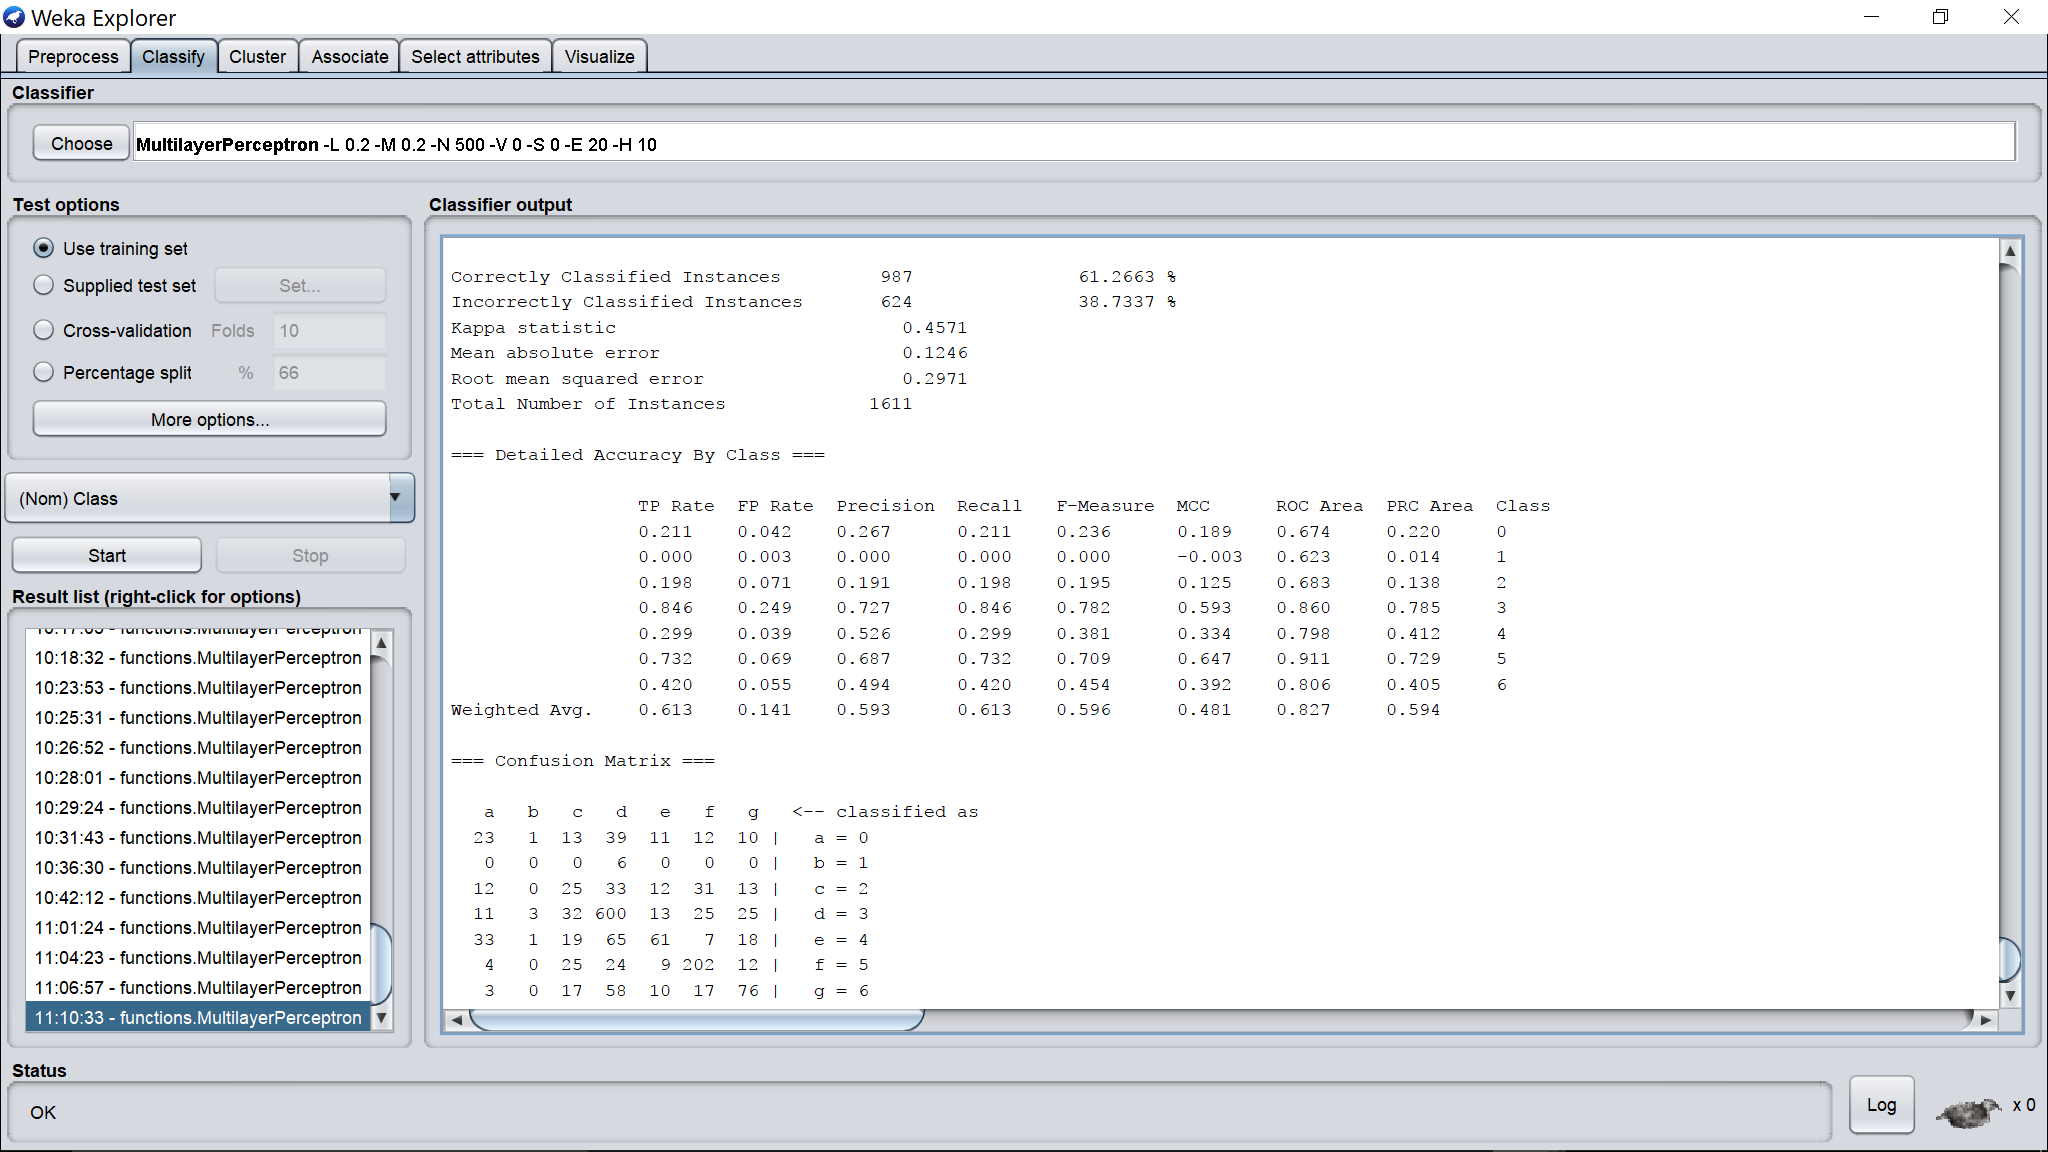 Weka Explorer
Preprocess Classify Cluster Associate Select attributes Visualize
Classifier
Choose MultilayerPerceptron -L 0.2 -M 0.2 -N 500 -V 0 -S 0 -E 20 -H 10
Test options
Use training set
Supplied test set Set...
Cross-validation Folds 10
Percentage split % 66
More options...
(Nom) Class
Start Stop
Result list (right-click for options)
10:18:32 - functions.MultilayerPerceptron
10:23:53 - functions.MultilayerPerceptron
10:25:31 - functions.MultilayerPerceptron
10:26:52 - functions.MultilayerPerceptron
10:28:01 - functions.MultilayerPerceptron
10:29:24 - functions.MultilayerPerceptron
10:31:43 - functions.MultilayerPerceptron
10:36:30 - functions.MultilayerPerceptron
10:42:12 - functions.MultilayerPerceptron
11:01:24 - functions.MultilayerPerceptron
11:04:23 - functions.MultilayerPerceptron
11:06:57 - functions.MultilayerPerceptron
11:10:33 - functions.MultilayerPerceptron
Classifier output
Correctly Classified Instances 987 61.2663 %
Incorrectly Classified Instances 624 38.7337 %
Kappa statistic 0.4571
Mean absolute error 0.1246
Root mean squared error 0.2971
Total Number of Instances 1611
=== Detailed Accuracy By Class ===
TP Rate FP Rate Precision Recall F-Measure MCC ROC Area PRC Area Class
0.211 0.042 0.267 0.211 0.236 0.189 0.674 0.220 0
0.000 0.003 0.000 0.000 0.000 -0.003 0.623 0.014 1
0.198 0.071 0.191 0.198 0.195 0.125 0.683 0.138 2
0.846 0.249 0.727 0.846 0.782 0.593 0.860 0.785 3
0.299 0.039 0.526 0.299 0.381 0.334 0.798 0.412 4
0.732 0.069 0.687 0.732 0.709 0.647 0.911 0.729 5
0.420 0.055 0.494 0.420 0.454 0.392 0.806 0.405 6
Weighted Avg. 0.613 0.141 0.593 0.613 0.596 0.481 0.827 0.594
=== Confusion Matrix ===
a b c d e f g <-- classified as
23 1 13 39 11 12 10 | a = 0
0 0 0 6 0 0 0 | b = 1
12 0 25 33 12 31 13 | c = 2
11 3 32 600 13 25 25 | d = 3
33 1 19 65 61 7 18 | e = 4
4 0 25 24 9 202 12 | f = 5
3 0 17 58 10 17 76 | g = 6
Status
OK
Log x 0